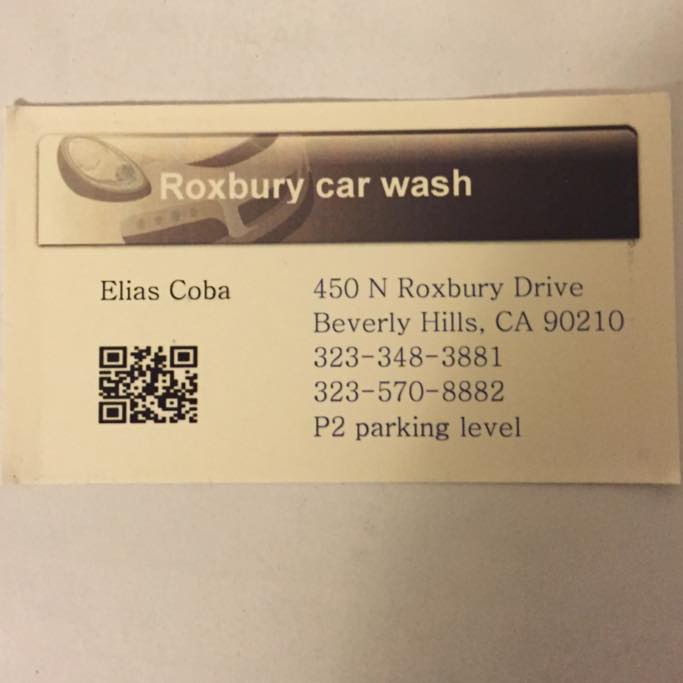 Roxbury car wash
Elias Coba
450 N Roxbury Drive
Beverly Hills, CA 90210
323-348-3881
323-570-8882
P2 parking level